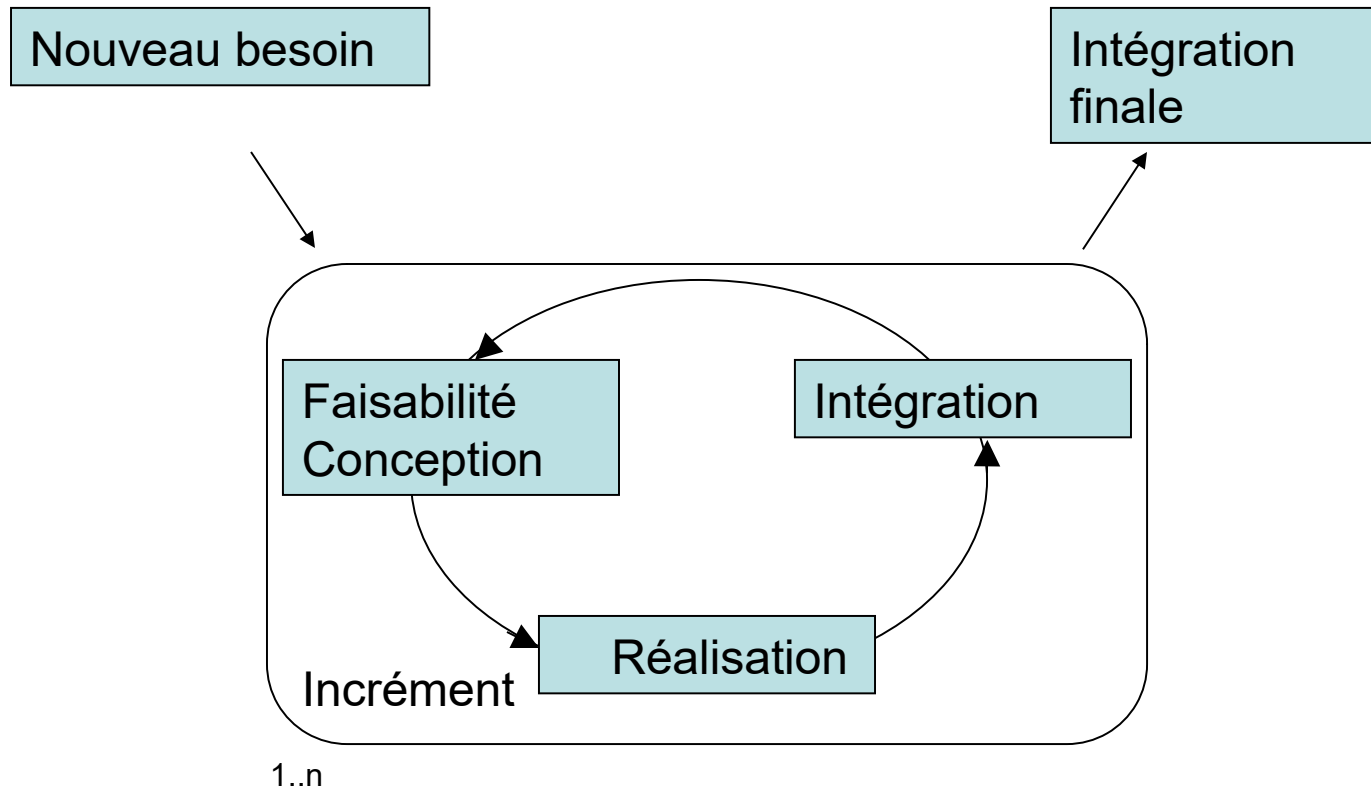 Nouveau besoin
Intégration
finale
Faisabilité
Conception
Intégration
Réalisation
Incrément
1..n